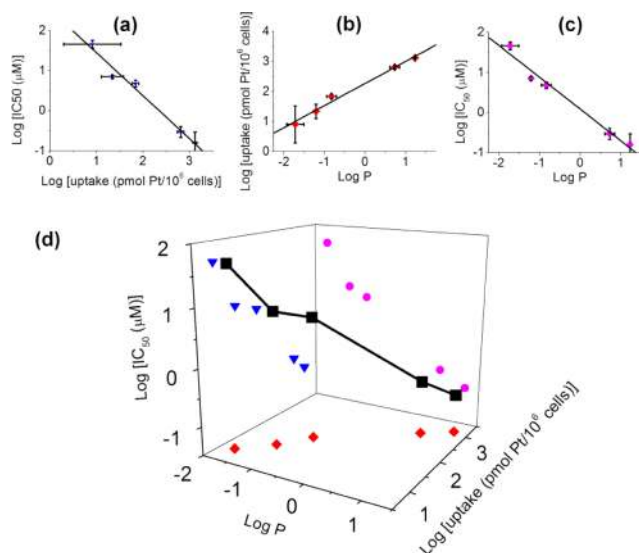 (a)
Log [IC50 (μM)]
2
1
0
-1
0
1
2
3
4
Log [uptake (pmol Pt/10⁶ cells)]
(b)
Log [uptake (pmol Pt/10⁶ cells)]
4
3
2
1
0
-2
-1
0
1
Log P
(c)
Log [IC₅₀ (μM)]
2
1
0
-1
-2
-1
0
1
Log P
(d)
Log [IC₅₀ (μM)]
2
1
0
-1
-2
-1
0
1
Log P
1
2
3
Log [uptake (pmol Pt/10⁶ cells)]